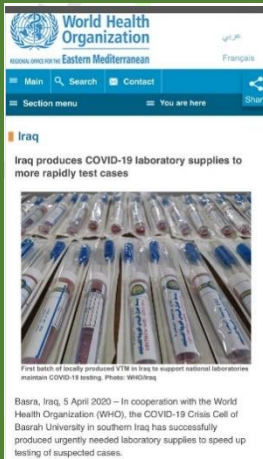 World Health
Organization
REGIONAL OFFICE FOR THE Eastern Mediterranean
عربي
Français
Main Search Contact
Share
Section menu You are here
Iraq
Iraq produces COVID-19 laboratory supplies to
more rapidly test cases
First batch of locally produced VTM in Iraq to support national laboratories
maintain COVID-19 testing. Photo: WHO/Iraq
Basra, Iraq, 5 April 2020 – In cooperation with the World
Health Organization (WHO), the COVID-19 Crisis Cell of
Basrah University in southern Iraq has successfully
produced urgently needed laboratory supplies to speed up
testing of suspected cases.